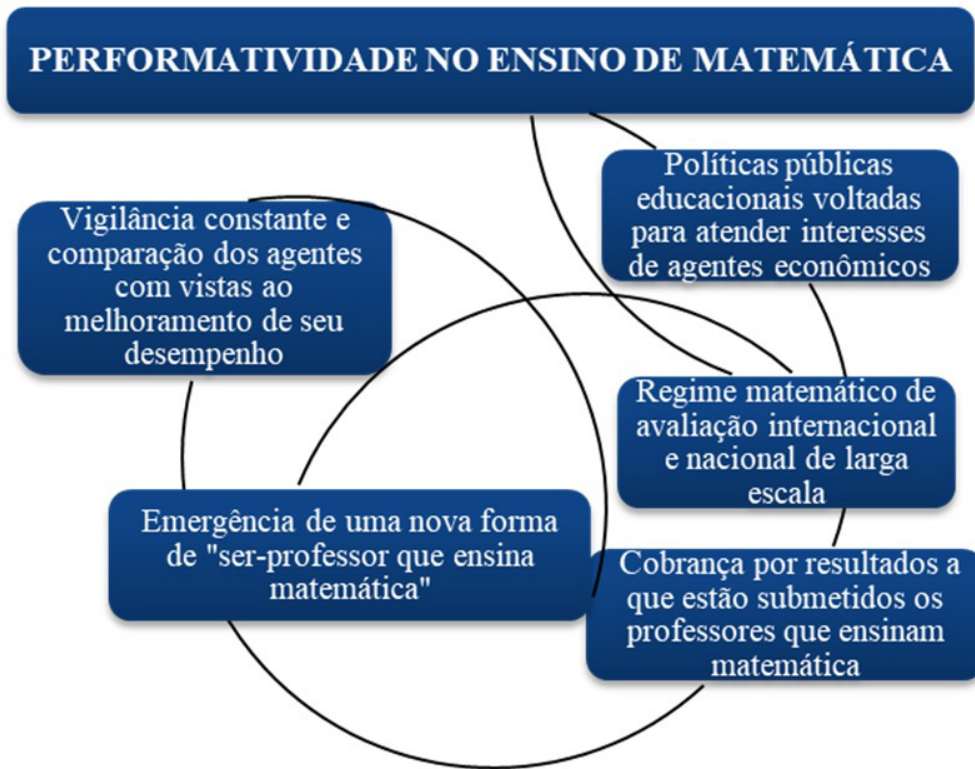 PERFORMATIVIDADE NO ENSINO DE MATEMÁTICA
Políticas públicas
educacionais voltadas
para atender interesses
de agentes econômicos
Vigilância constante e
comparação dos agentes
com vistas ao
melhoramento de seu
desempenho
Regime matemático de
avaliação internacional
e nacional de larga
escala
Emergência de uma nova forma
de "ser-professor que ensina
matemática"
Cobrança por resultados a
que estão submetidos os
professores que ensinam
matemática